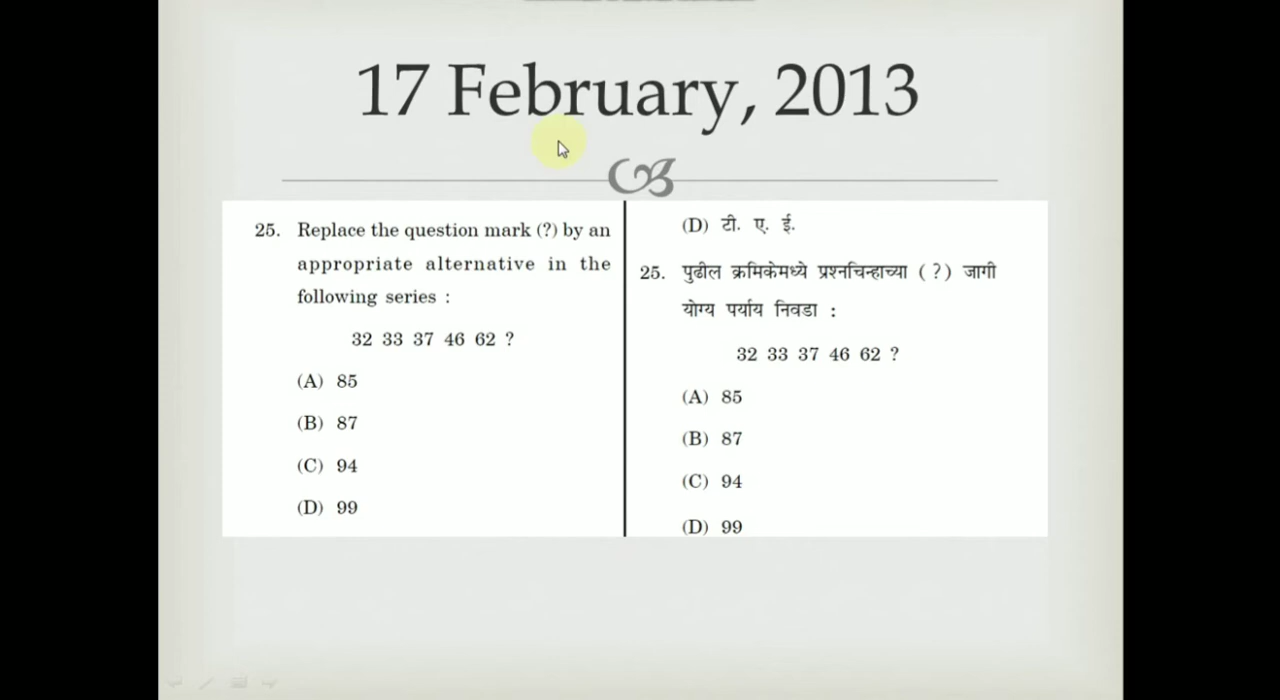 17 February, 2013
25. Replace the question mark (?) by an
appropriate alternative in the
following series :
32 33 37 46 62 ?
(A) 85
(B) 87
(C) 94
(D) 99
(D) टी. ए. ई.
25. पुढील क्रमिकेमध्ये प्रश्नचिन्हाच्या (?) जागी
योग्य पर्याय निवडा :
32 33 37 46 62 ?
(A) 85
(B) 87
(C) 94
(D) 99